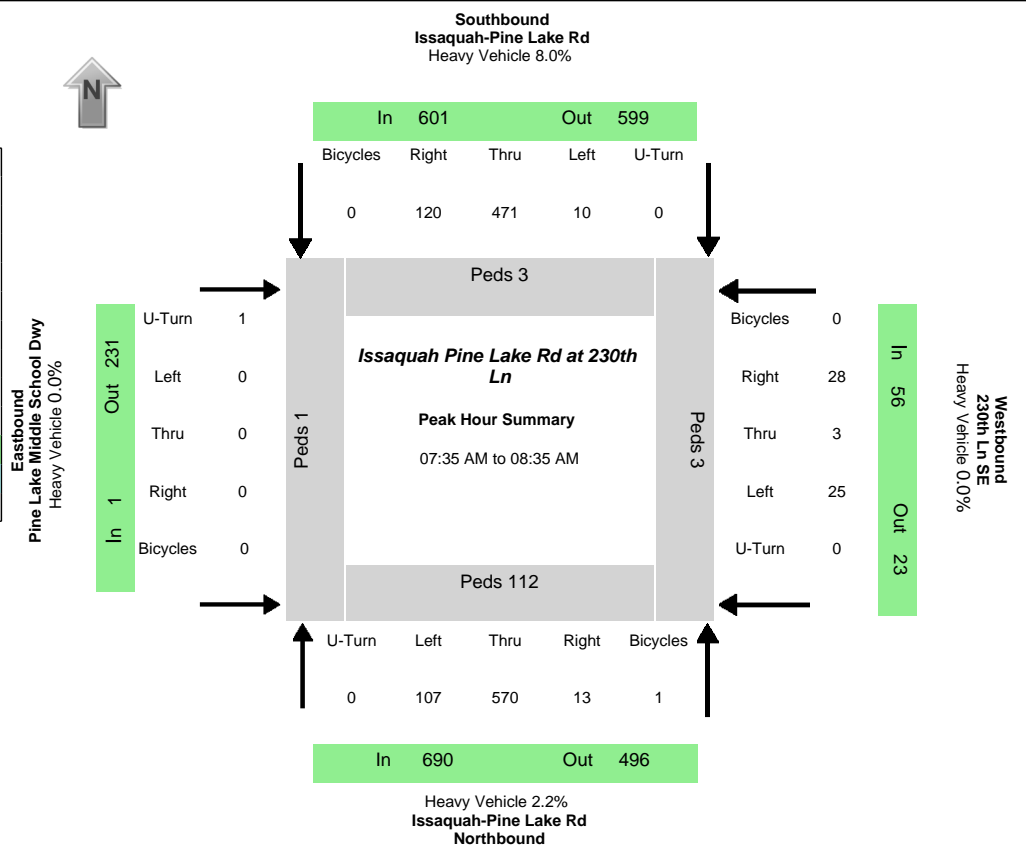 Southbound
Issaquah-Pine Lake Rd
Heavy Vehicle 8.0%
N
In 601 Out 599
Bicycles Right Thru Left U-Turn
0 120 471 10 0
Peds 3
Eastbound
Pine Lake Middle School Dwy
Heavy Vehicle 0.0%
In 1 Out 231
U-Turn 1
Left 0
Thru 0
Right 0
Bicycles 0
Peds 1
Issaquah Pine Lake Rd at 230th
Ln
Peak Hour Summary
07:35 AM to 08:35 AM
Peds 3
Bicycles 0
Right 28
Thru 3
Left 25
U-Turn 0
In 56 Out 23
Westbound
230th Ln SE
Heavy Vehicle 0.0%
Peds 112
U-Turn Left Thru Right Bicycles
0 107 570 13 1
In 690 Out 496
Heavy Vehicle 2.2%
Issaquah-Pine Lake Rd
Northbound